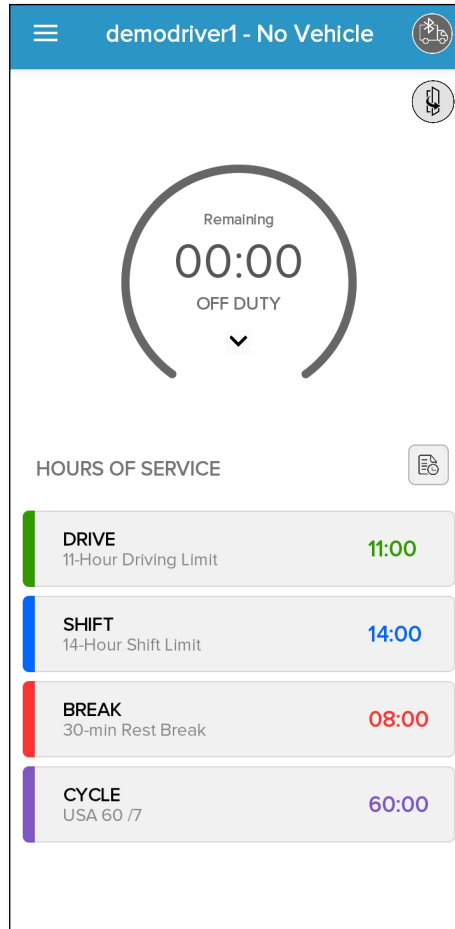 demodriver1 - No Vehicle
Remaining
00:00
OFF DUTY
HOURS OF SERVICE
DRIVE
11-Hour Driving Limit
11:00
SHIFT
14-Hour Shift Limit
14:00
BREAK
30-min Rest Break
08:00
CYCLE
USA 60 /7
60:00